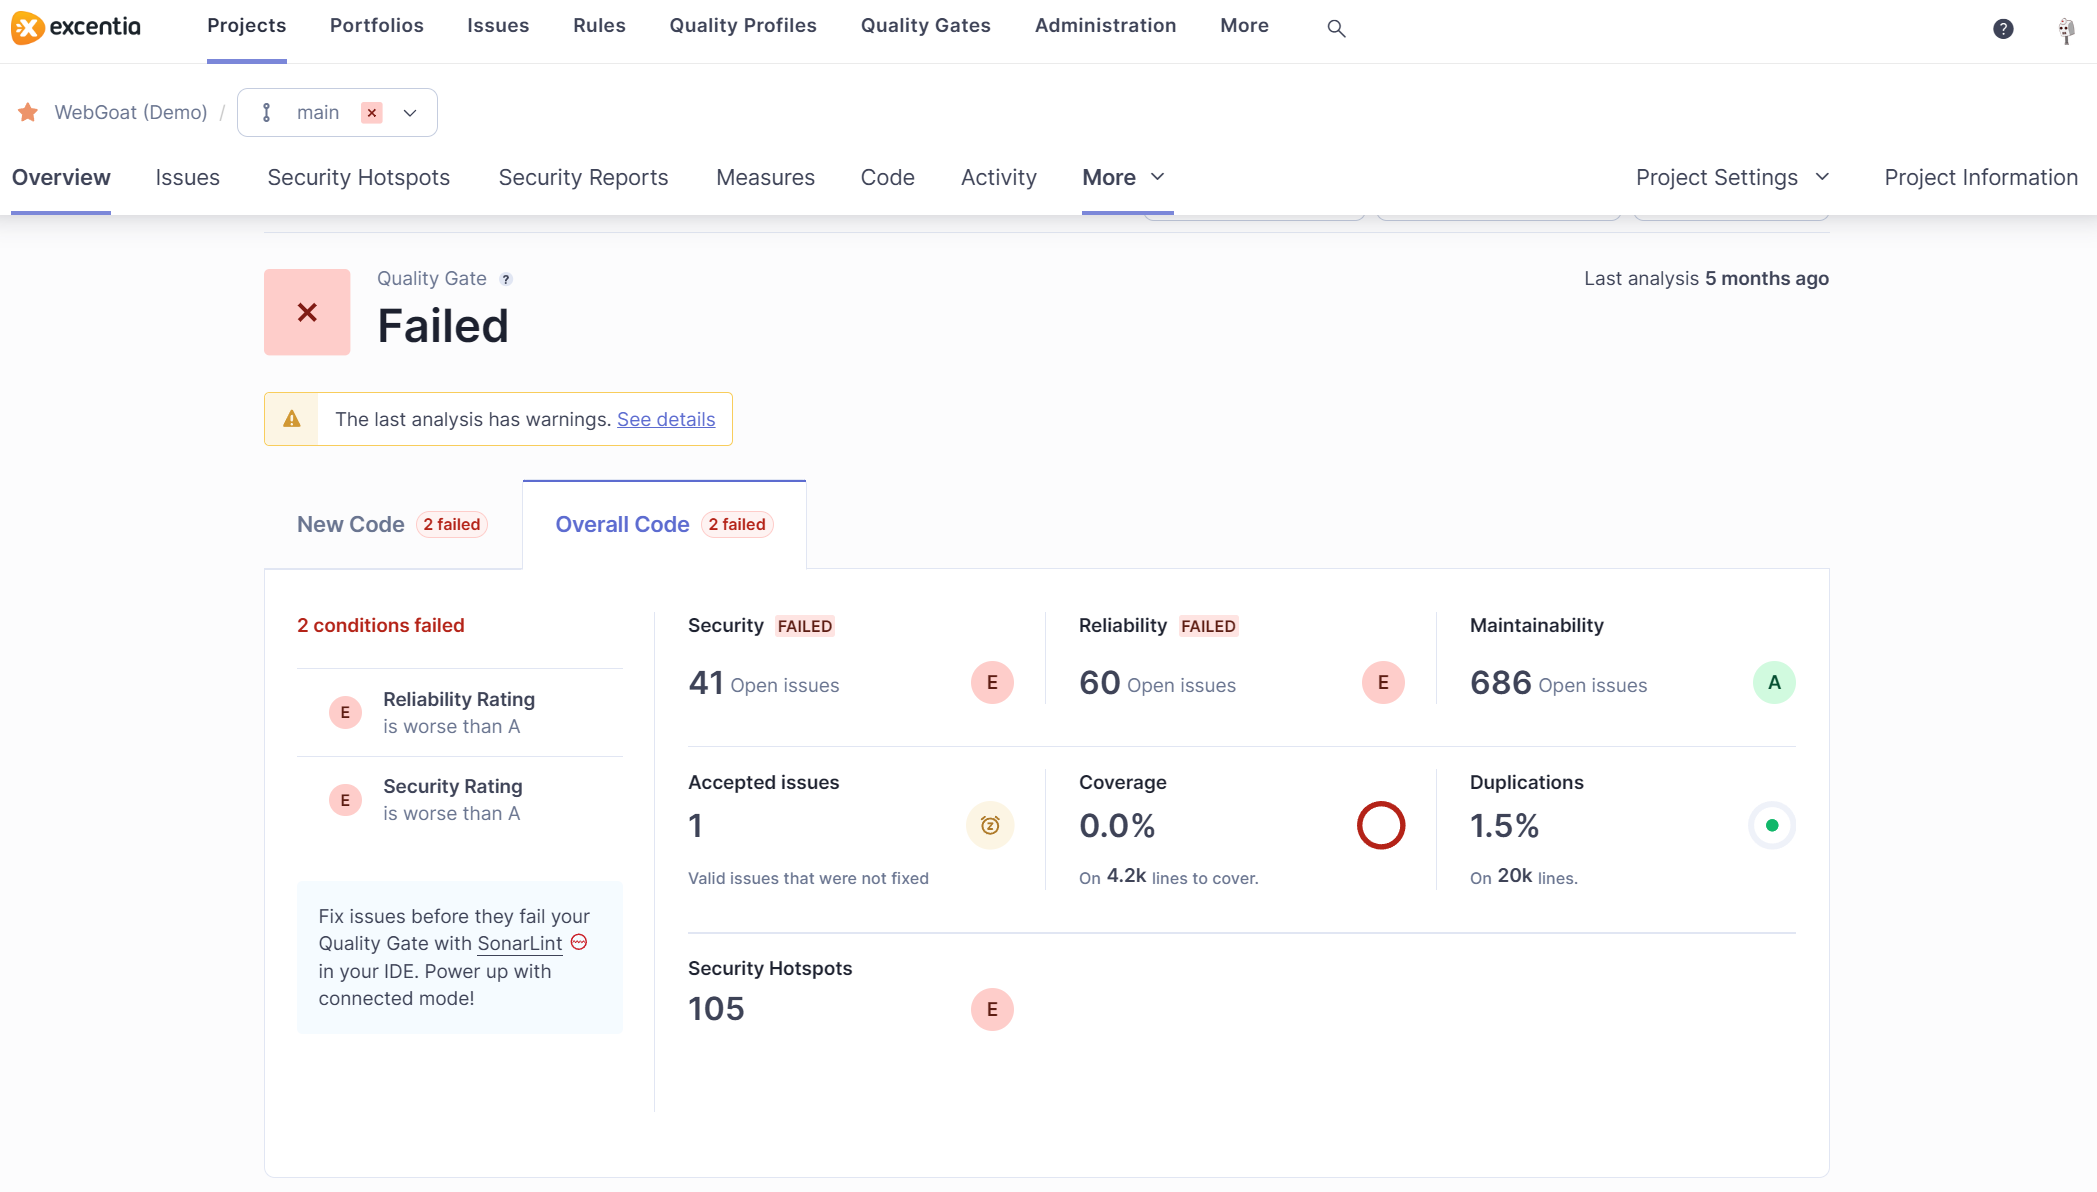 excentia Projects Portfolios Issues Rules Quality Profiles Quality Gates Administration More ?
WebGoat (Demo) / main
Overview Issues Security Hotspots Security Reports Measures Code Activity More Project Settings Project Information
Quality Gate ?
Failed
Last analysis 5 months ago
The last analysis has warnings. See details
New Code 2 failed
Overall Code 2 failed
2 conditions failed
E Reliability Rating
is worse than A
E Security Rating
is worse than A
Fix issues before they fail your
Quality Gate with SonarLint
in your IDE. Power up with
connected mode!
Security FAILED
41 Open issues E
Reliability FAILED
60 Open issues E
Maintainability
686 Open issues A
Accepted issues
1
Valid issues that were not fixed
Coverage
0.0%
On 4.2k lines to cover.
Duplications
1.5%
On 20k lines.
Security Hotspots
105 E